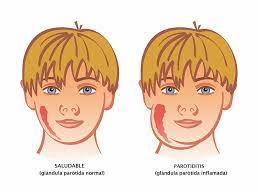 SALUDABLE
(glándula parótida normal)
PAROTIDITIS
(glándula parótida inflamada)